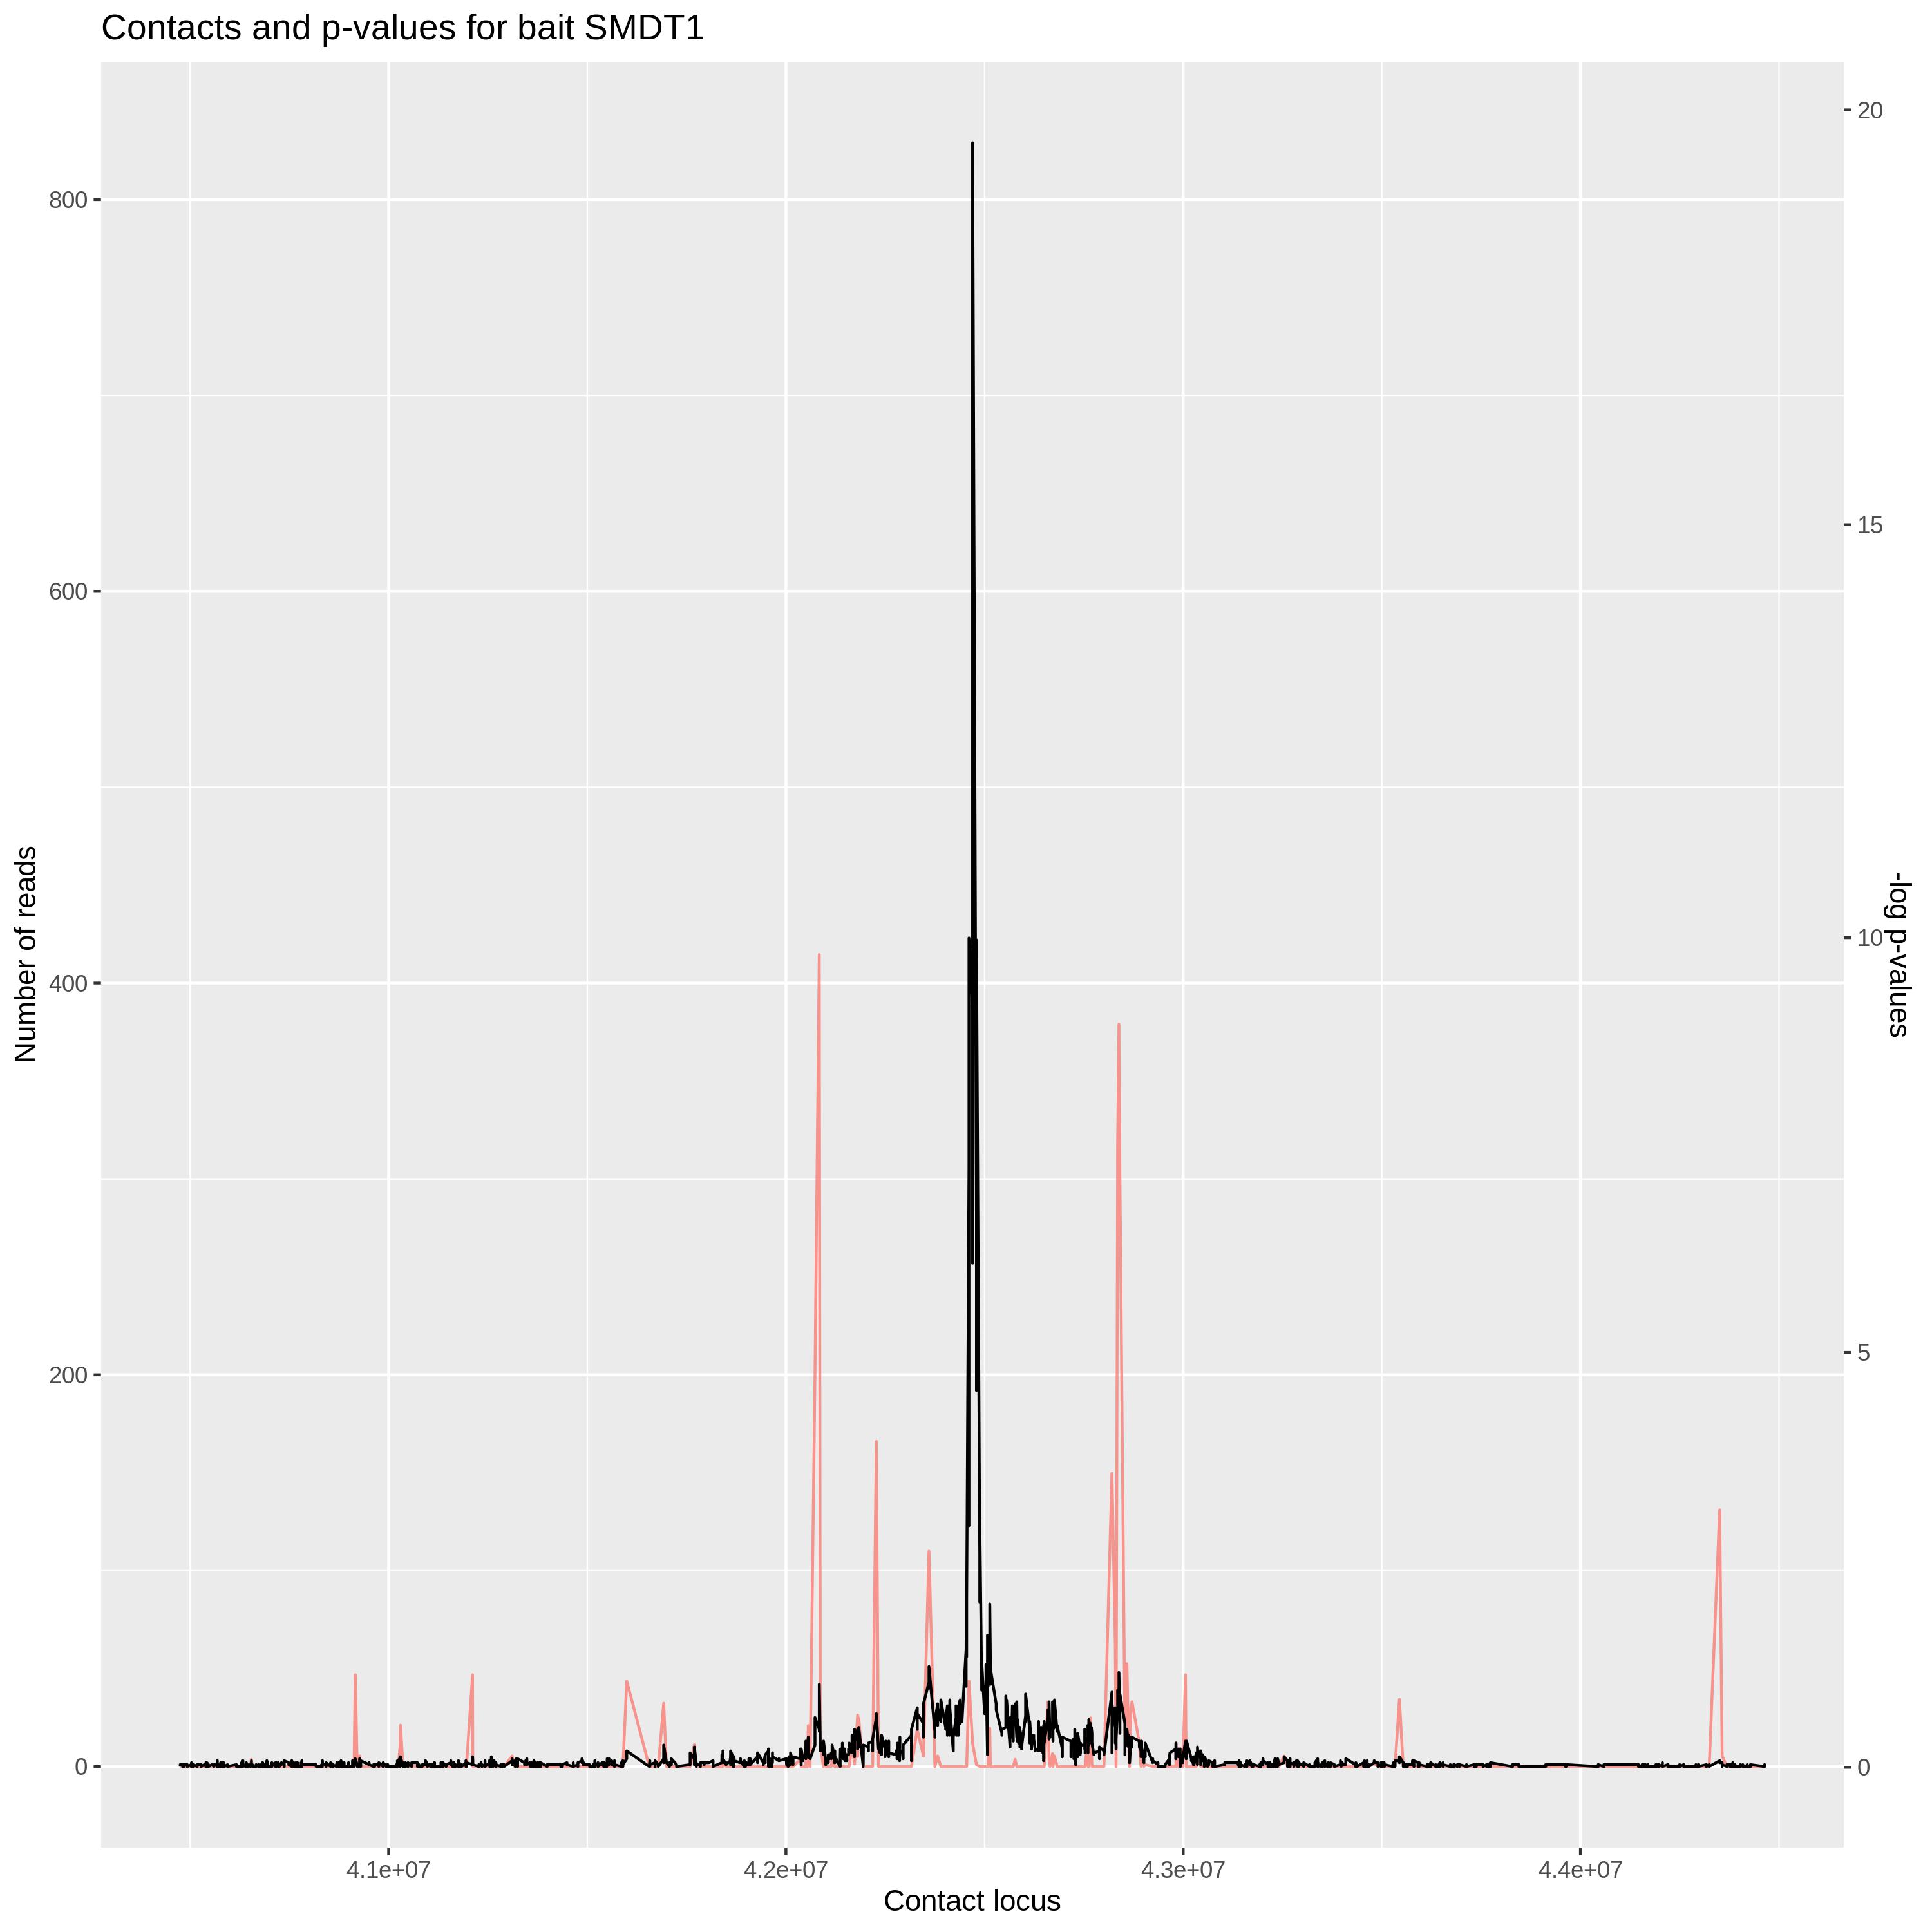 Contacts and p-values for bait SMDT1
800
600
400
200
0
20
15
10
5
0
Number of reads
-log p-values
4.1e+07
4.2e+07
4.3e+07
4.4e+07
Contact locus